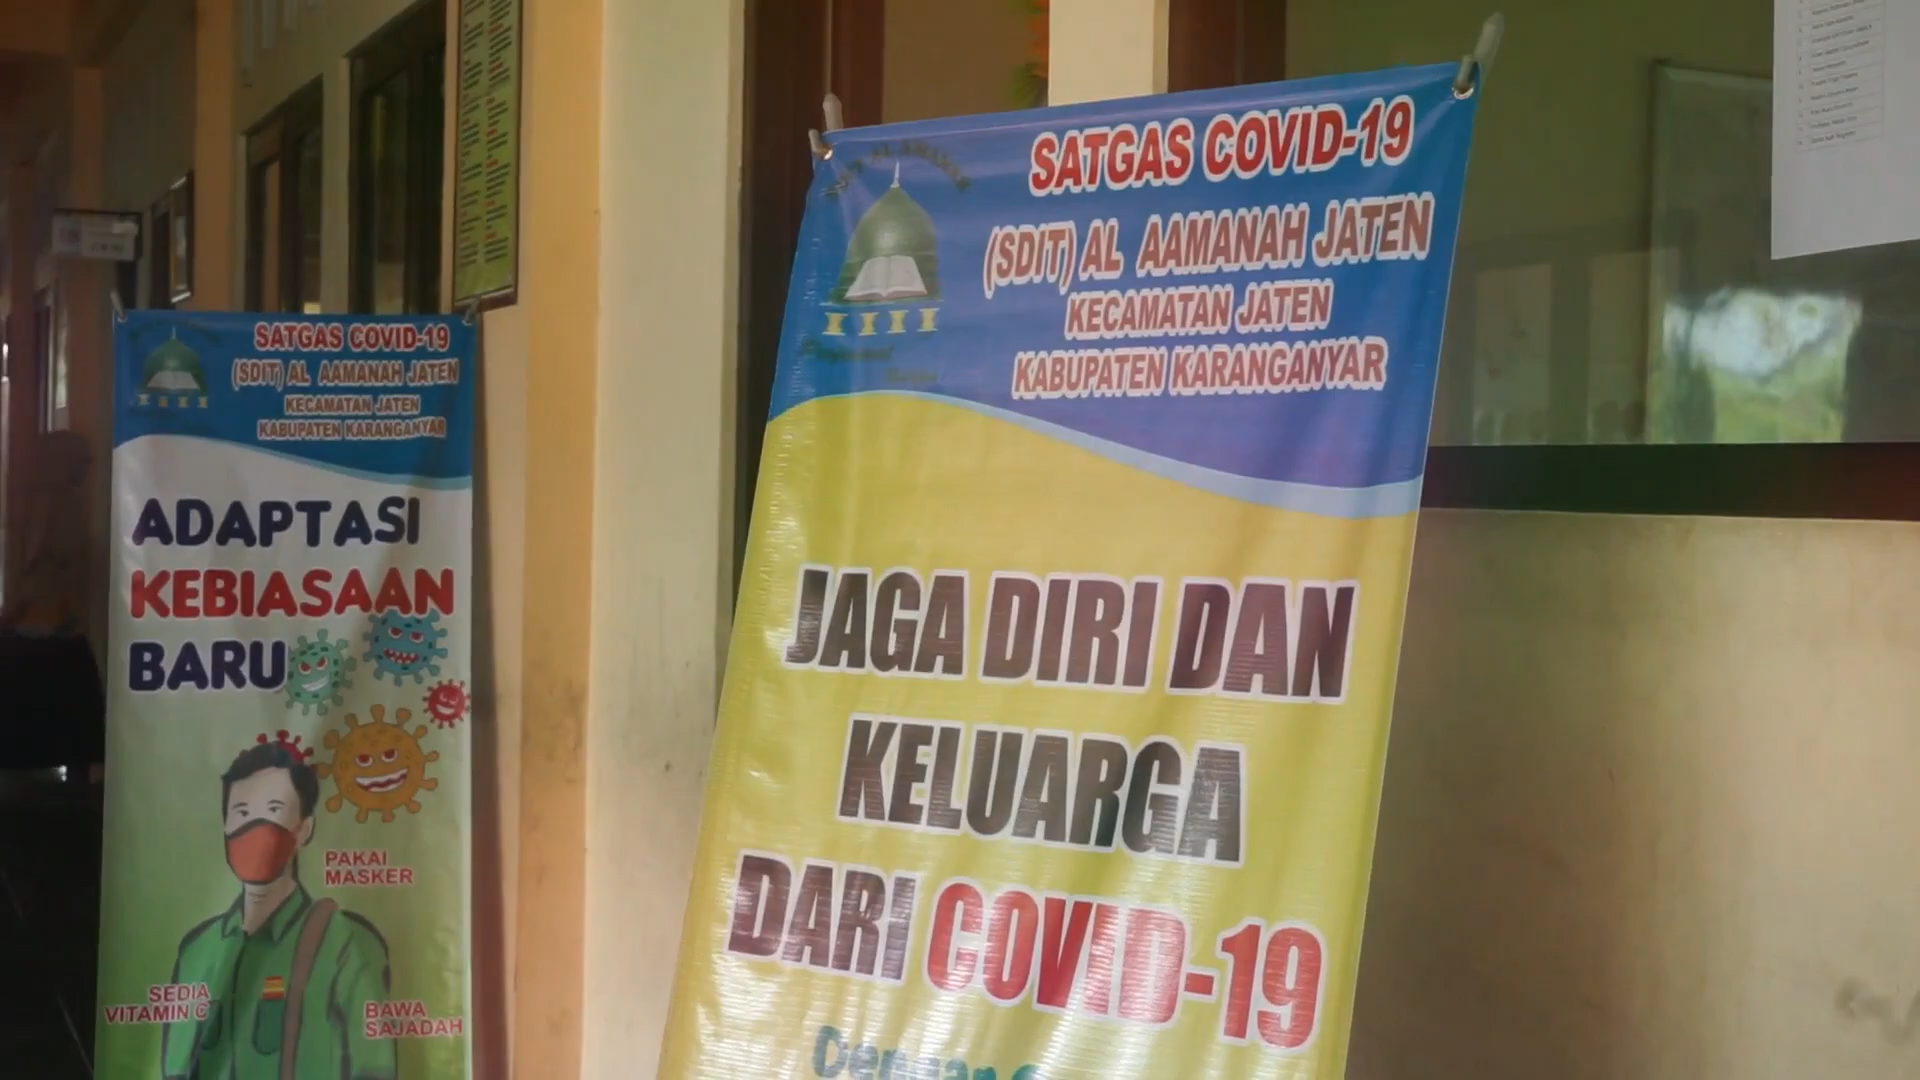 SATGAS COVID-19
(SDIT) AL AAMANAH JATEN
KECAMATAN JATEN
KABUPATEN KARANGANYAR
ADAPTASI
KEBIASAAN
BARU
PAKAI
MASKER
SEDIA
VITAMIN C
BAWA
SAJADAH
SATGAS COVID-19
(SDIT) AL AAMANAH JATEN
KECAMATAN JATEN
KABUPATEN KARANGANYAR
JAGA DIRI DAN
KELUARGA
DARI COVID-19